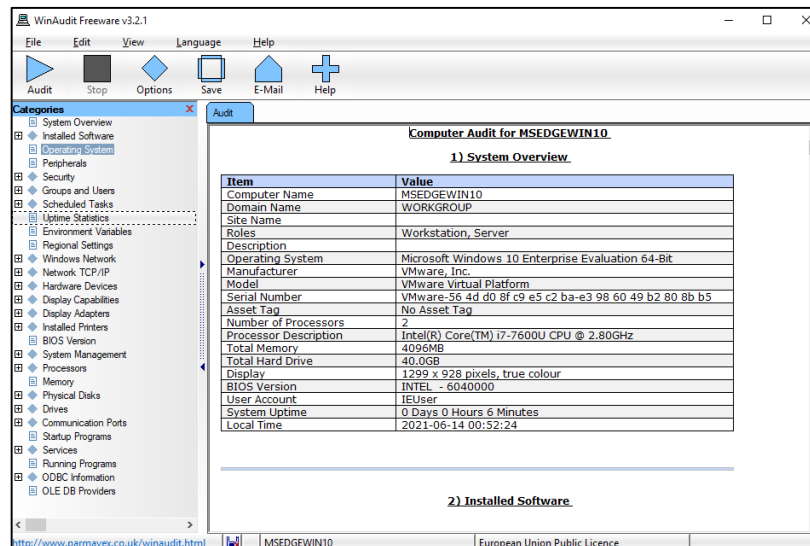 WinAudit Freeware v3.2.1
File Edit View Language Help
Audit Stop Options Save E-Mail Help
Categories X
System Overview
Installed Software
Operating System
Peripherals
Security
Groups and Users
Scheduled Tasks
Uptime Statistics
Environment Variables
Regional Settings
Windows Network
Network TCP/IP
Hardware Devices
Display Capabilities
Display Adapters
Installed Printers
BIOS Version
System Management
Processors
Memory
Physical Disks
Drives
Communication Ports
Startup Programs
Services
Running Programs
ODBC Information
OLE DB Providers
Audit
Computer Audit for MSEDGEWIN10
1) System Overview
Item Value
Computer Name MSEDGEWIN10
Domain Name WORKGROUP
Site Name
Roles Workstation, Server
Description
Operating System Microsoft Windows 10 Enterprise Evaluation 64-Bit
Manufacturer VMware, Inc.
Model VMware Virtual Platform
Serial Number VMware-56 4d d0 8f c9 e5 c2 ba-e3 98 60 49 b2 80 8b b5
Asset Tag No Asset Tag
Number of Processors 2
Processor Description Intel(R) Core(TM) i7-7600U CPU @ 2.80GHz
Total Memory 4096MB
Total Hard Drive 40.0GB
Display 1299 x 928 pixels, true colour
BIOS Version INTEL - 6040000
User Account IEUser
System Uptime 0 Days 0 Hours 6 Minutes
Local Time 2021-06-14 00:52:24
2) Installed Software
http://www.parmavex.co.uk/winaudit.html MSEDGEWIN10 European Union Public Licence